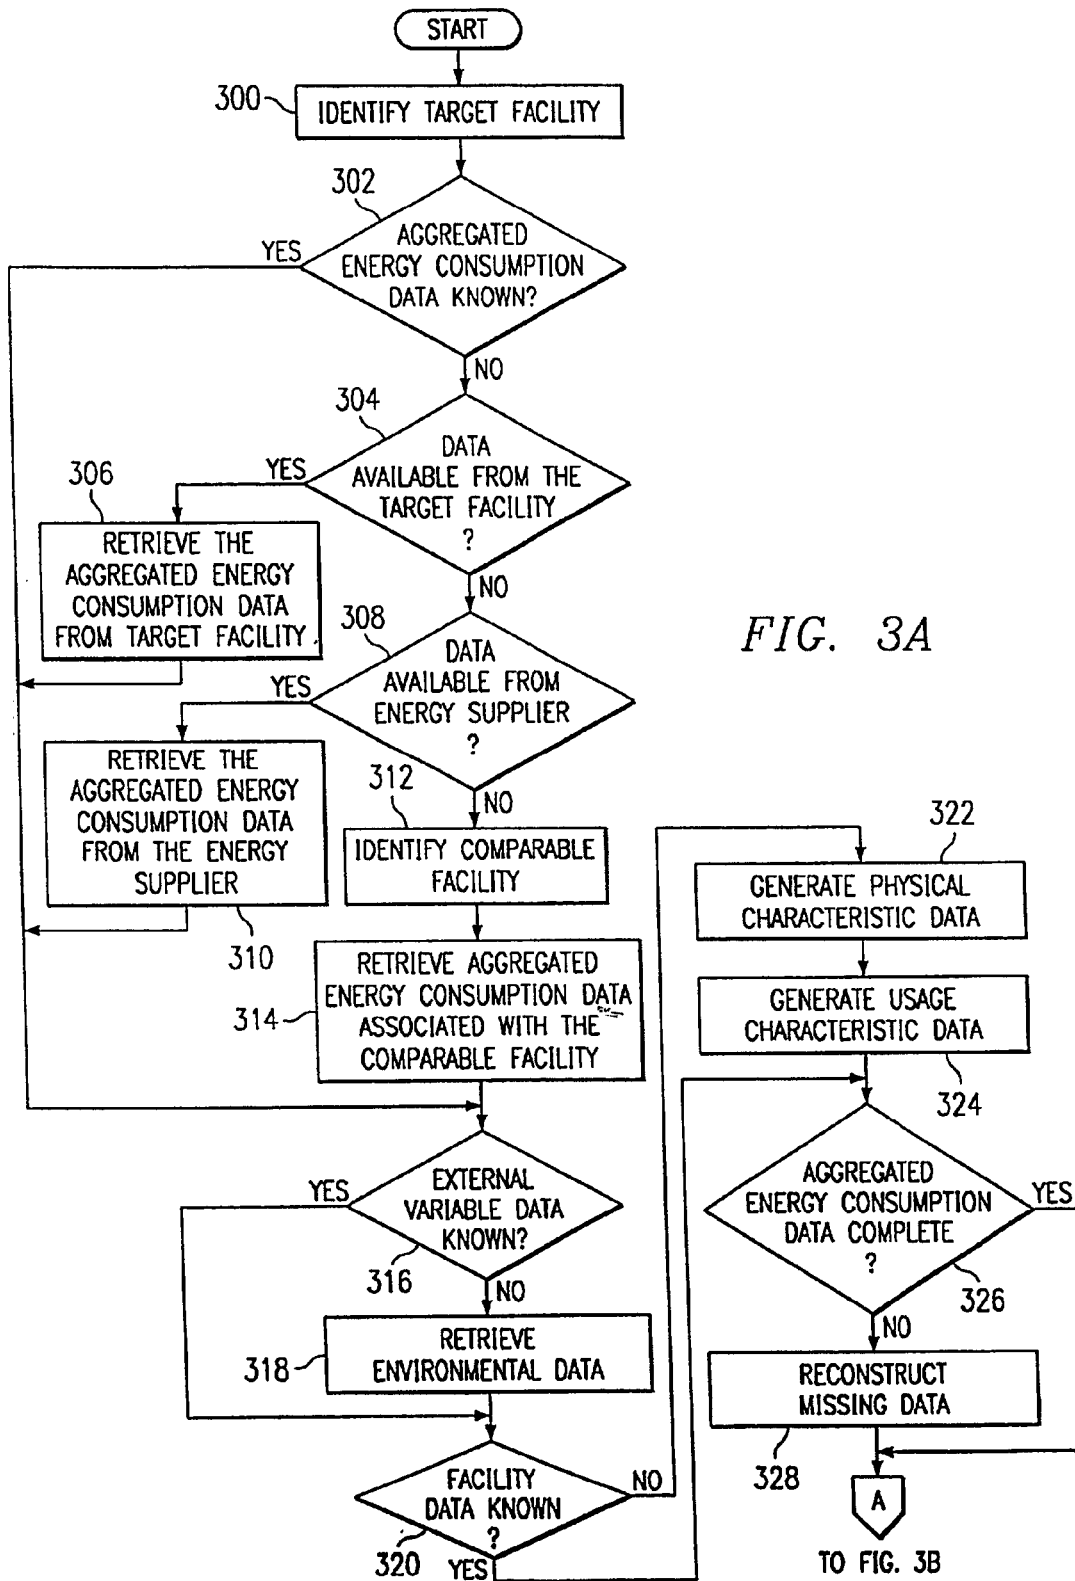 START
300
IDENTIFY TARGET FACILITY
302
AGGREGATED
ENERGY CONSUMPTION
DATA KNOWN?
YES
NO
304
DATA
AVAILABLE FROM THE
TARGET FACILITY
?
YES
NO
306
RETRIEVE THE
AGGREGATED ENERGY
CONSUMPTION DATA
FROM TARGET FACILITY
308
DATA
AVAILABLE FROM
ENERGY SUPPLIER
?
YES
NO
FIG. 3A
RETRIEVE THE
AGGREGATED ENERGY
CONSUMPTION DATA
FROM THE ENERGY
SUPPLIER
310
312
IDENTIFY COMPARABLE
FACILITY
314
RETRIEVE AGGREGATED
ENERGY CONSUMPTION DATA
ASSOCIATED WITH THE
COMPARABLE FACILITY
EXTERNAL
VARIABLE DATA
KNOWN?
YES
316
NO
318
RETRIEVE
ENVIRONMENTAL DATA
FACILITY
DATA KNOWN
?
NO
320
YES
322
GENERATE PHYSICAL
CHARACTERISTIC DATA
GENERATE USAGE
CHARACTERISTIC DATA
324
AGGREGATED
ENERGY CONSUMPTION
DATA COMPLETE
?
YES
326
NO
RECONSTRUCT
MISSING DATA
328
A
TO FIG. 3B